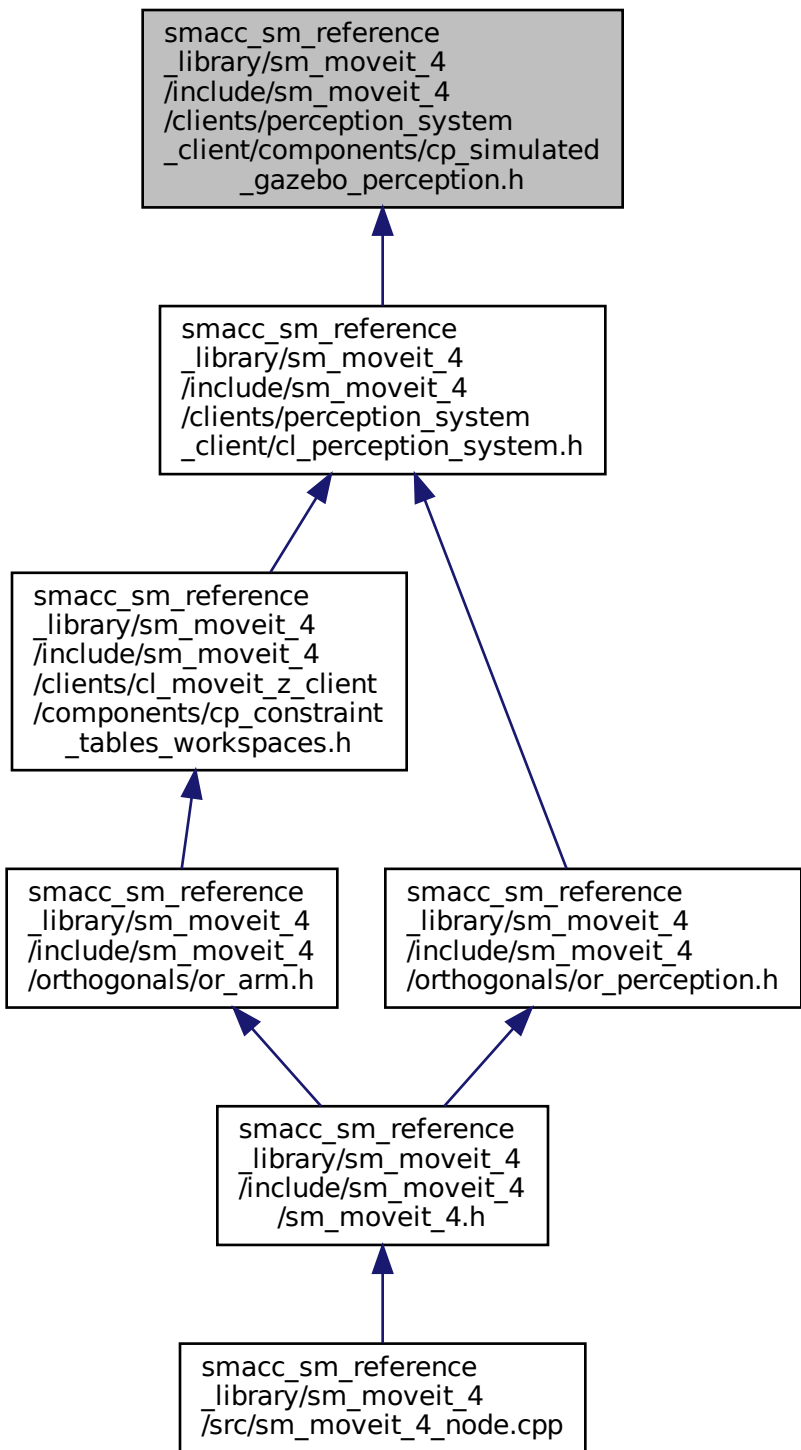 smacc_sm_reference
_library/sm_moveit_4
/include/sm_moveit_4
/clients/perception_system
_client/components/cp_simulated
_gazebo_perception.h
smacc_sm_reference
_library/sm_moveit_4
/include/sm_moveit_4
/clients/perception_system
_client/cl_perception_system.h
smacc_sm_reference
_library/sm_moveit_4
/include/sm_moveit_4
/clients/cl_moveit_z_client
/components/cp_constraint
_tables_workspaces.h
smacc_sm_reference
_library/sm_moveit_4
/include/sm_moveit_4
/orthogonals/or_arm.h
smacc_sm_reference
_library/sm_moveit_4
/include/sm_moveit_4
/orthogonals/or_perception.h
smacc_sm_reference
_library/sm_moveit_4
/include/sm_moveit_4
/sm_moveit_4.h
smacc_sm_reference
_library/sm_moveit_4
/src/sm_moveit_4_node.cpp